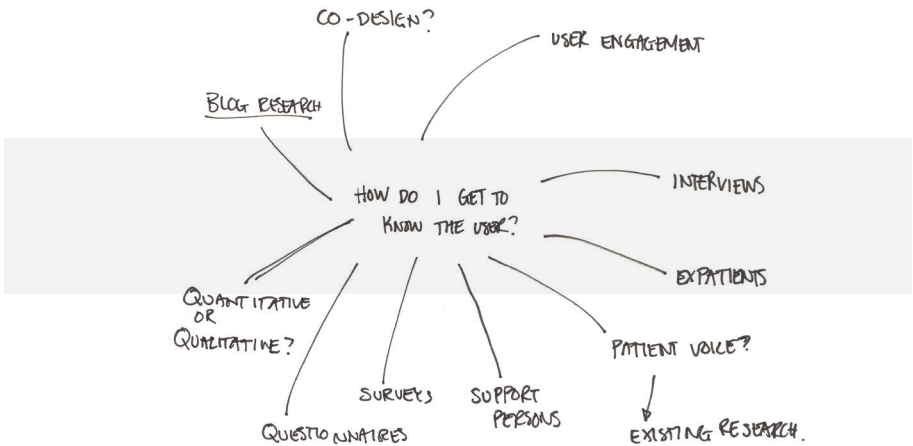 CO-DESIGN?
USER ENGAGEMENT
BLOG RESEARCH
HOW DO I GET TO
KNOW THE USER?
INTERVIEWS
EXPATIENTS
QUANTITATIVE
OR
QUALITATIVE?
PATIENT VOICE?
SURVEYS
SUPPORT
PERSONS
QUESTIONNAIRES
EXISTING RESEARCH.